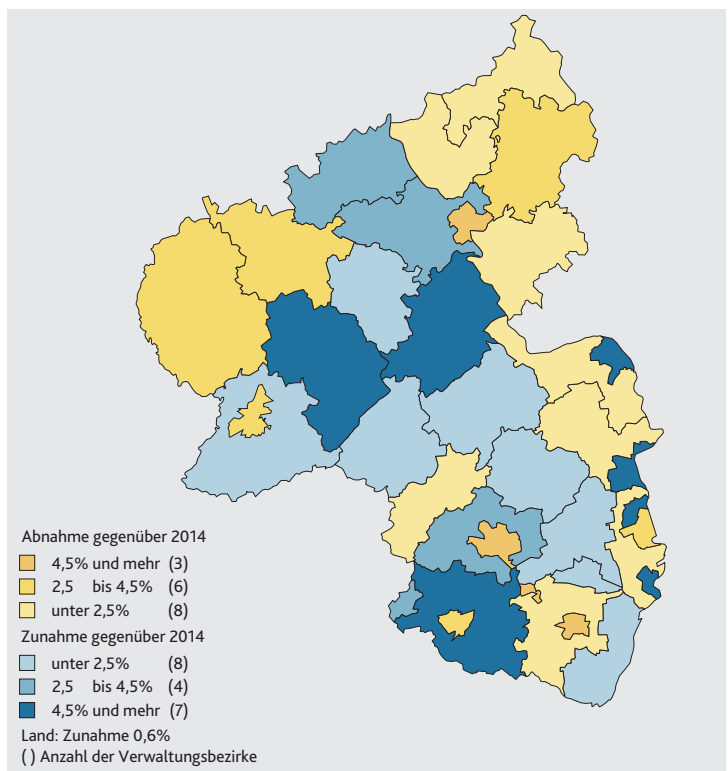 Abnahme gegenüber 2014
4,5% und mehr (3)
2,5 bis 4,5% (6)
unter 2,5% (8)
Zunahme gegenüber 2014
unter 2,5% (8)
2,5 bis 4,5% (4)
4,5% und mehr (7)
Land: Zunahme 0,6%
( ) Anzahl der Verwaltungsbezirke